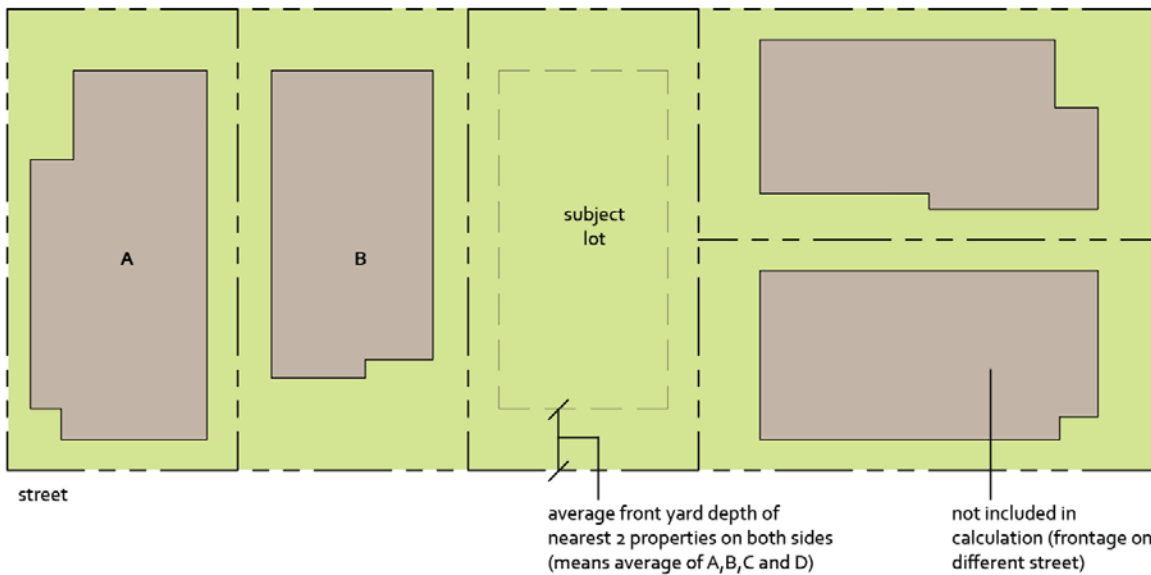 subject
lot
A
B
street
average front yard depth of
nearest 2 properties on both sides
(means average of A,B,C and D)
not included in
calculation (frontage on
different street)